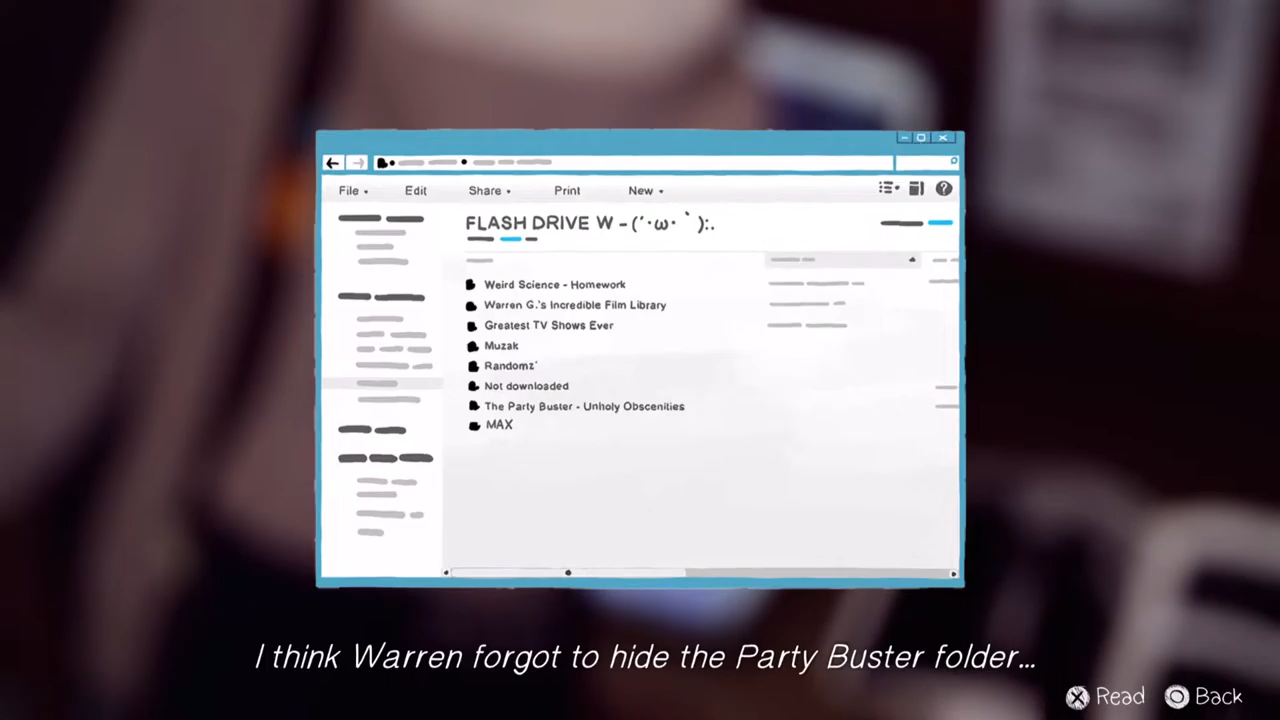 File
Edit
Share
Print
New
?
FLASH DRIVE W -(´･ω･｀):.
Weird Science - Homework
Warren G.'s Incredible Film Library
Greatest TV Shows Ever
Muzak
Randomz'
Not downloaded
The Party Buster - Unholy Obscenities
MAX
I think Warren forgot to hide the Party Buster folder...
Read
Back